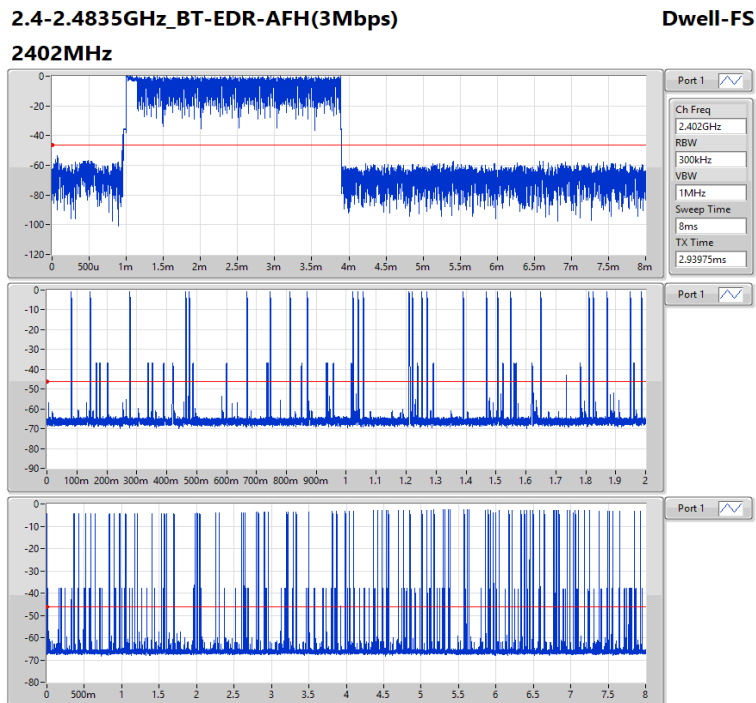 2.4-2.4835GHz_BT-EDR-AFH(3Mbps) Dwell-FS
2402MHz
Port 1
Ch Freq
2.402GHz
RBW
300kHz
VBW
1MHz
Sweep Time
8ms
TX Time
2.93975ms
0
-20
-40
-60
-80
-100
-120
0 500u 1m 1.5m 2m 2.5m 3m 3.5m 4m 4.5m 5m 5.5m 6m 6.5m 7m 7.5m 8m
Port 1
0
-10
-20
-30
-40
-50
-60
-70
-80
-90
0 100m 200m 300m 400m 500m 600m 700m 800m 900m 1 1.1 1.2 1.3 1.4 1.5 1.6 1.7 1.8 1.9 2
Port 1
0
-10
-20
-30
-40
-50
-60
-70
-80
0 500m 1 1.5 2 2.5 3 3.5 4 4.5 5 5.5 6 6.5 7 7.5 8